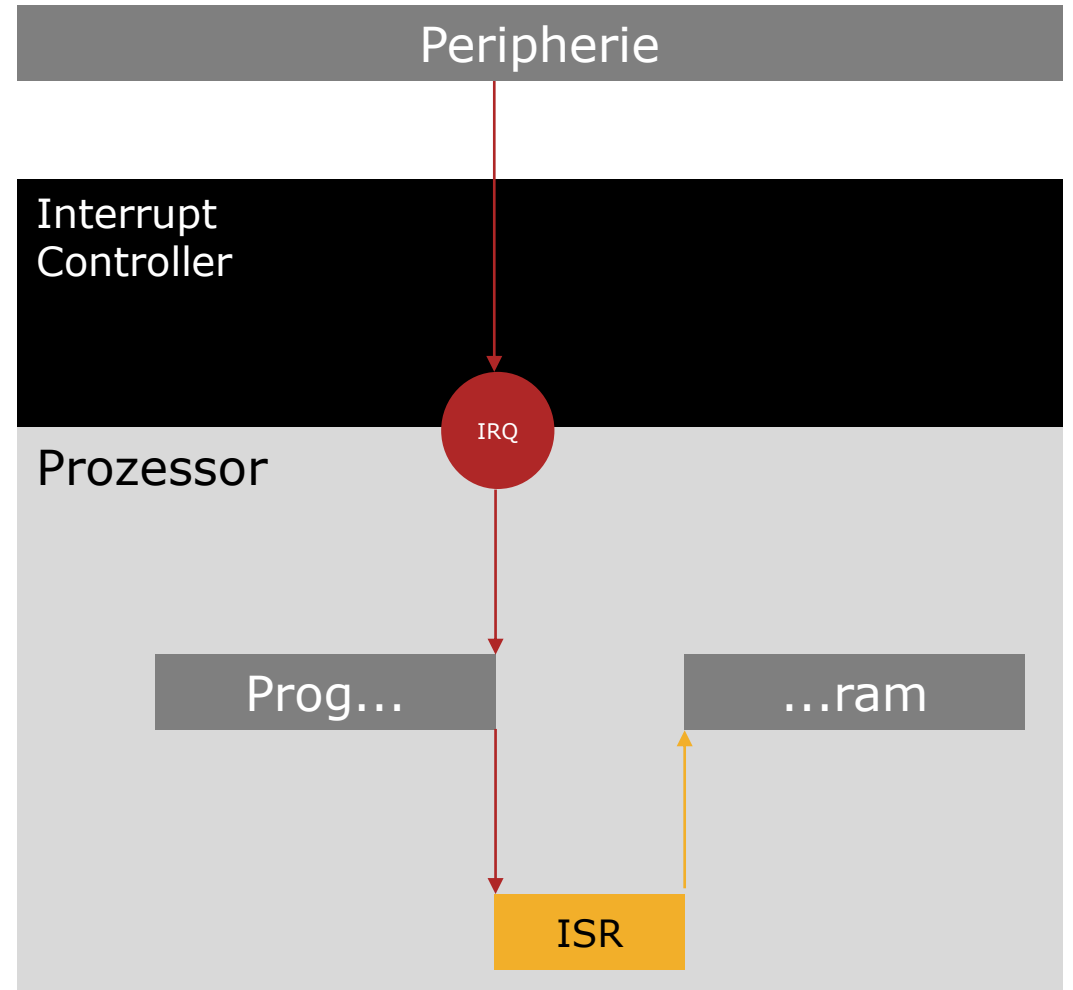 Peripherie
Interrupt
Controller
IRQ
Prozessor
Prog...
...ram
ISR